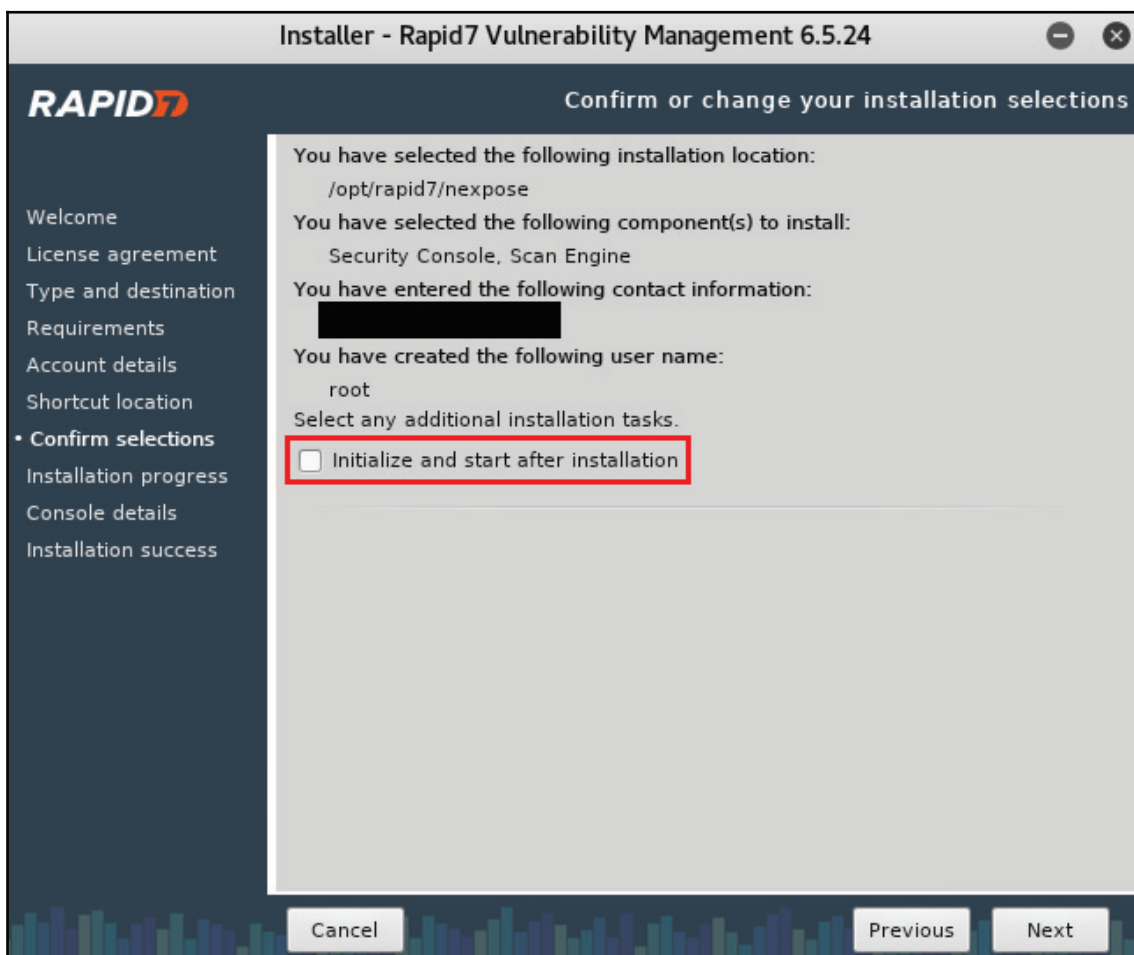 Installer - Rapid7 Vulnerability Management 6.5.24
RAPID7
Confirm or change your installation selections
Welcome
License agreement
Type and destination
Requirements
Account details
Shortcut location
• Confirm selections
Installation progress
Console details
Installation success
You have selected the following installation location:
/opt/rapid7/nexpose
You have selected the following component(s) to install:
Security Console, Scan Engine
You have entered the following contact information:
You have created the following user name:
root
Select any additional installation tasks.
Initialize and start after installation
Cancel
Previous
Next